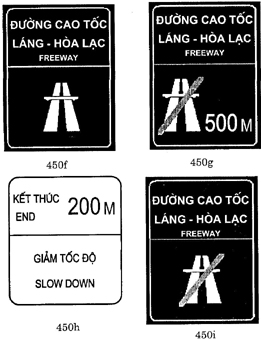 ĐƯỜNG CAO TỐC
LÁNG - HÒA LẠC
FREEWAY
450f
ĐƯỜNG CAO TỐC
LÁNG - HÒA LẠC
FREEWAY
500 M
450g
KẾT THÚC
END
200 M
GIẢM TỐC ĐỘ
SLOW DOWN
450h
ĐƯỜNG CAO TỐC
LÁNG - HÒA LẠC
FREEWAY
450i